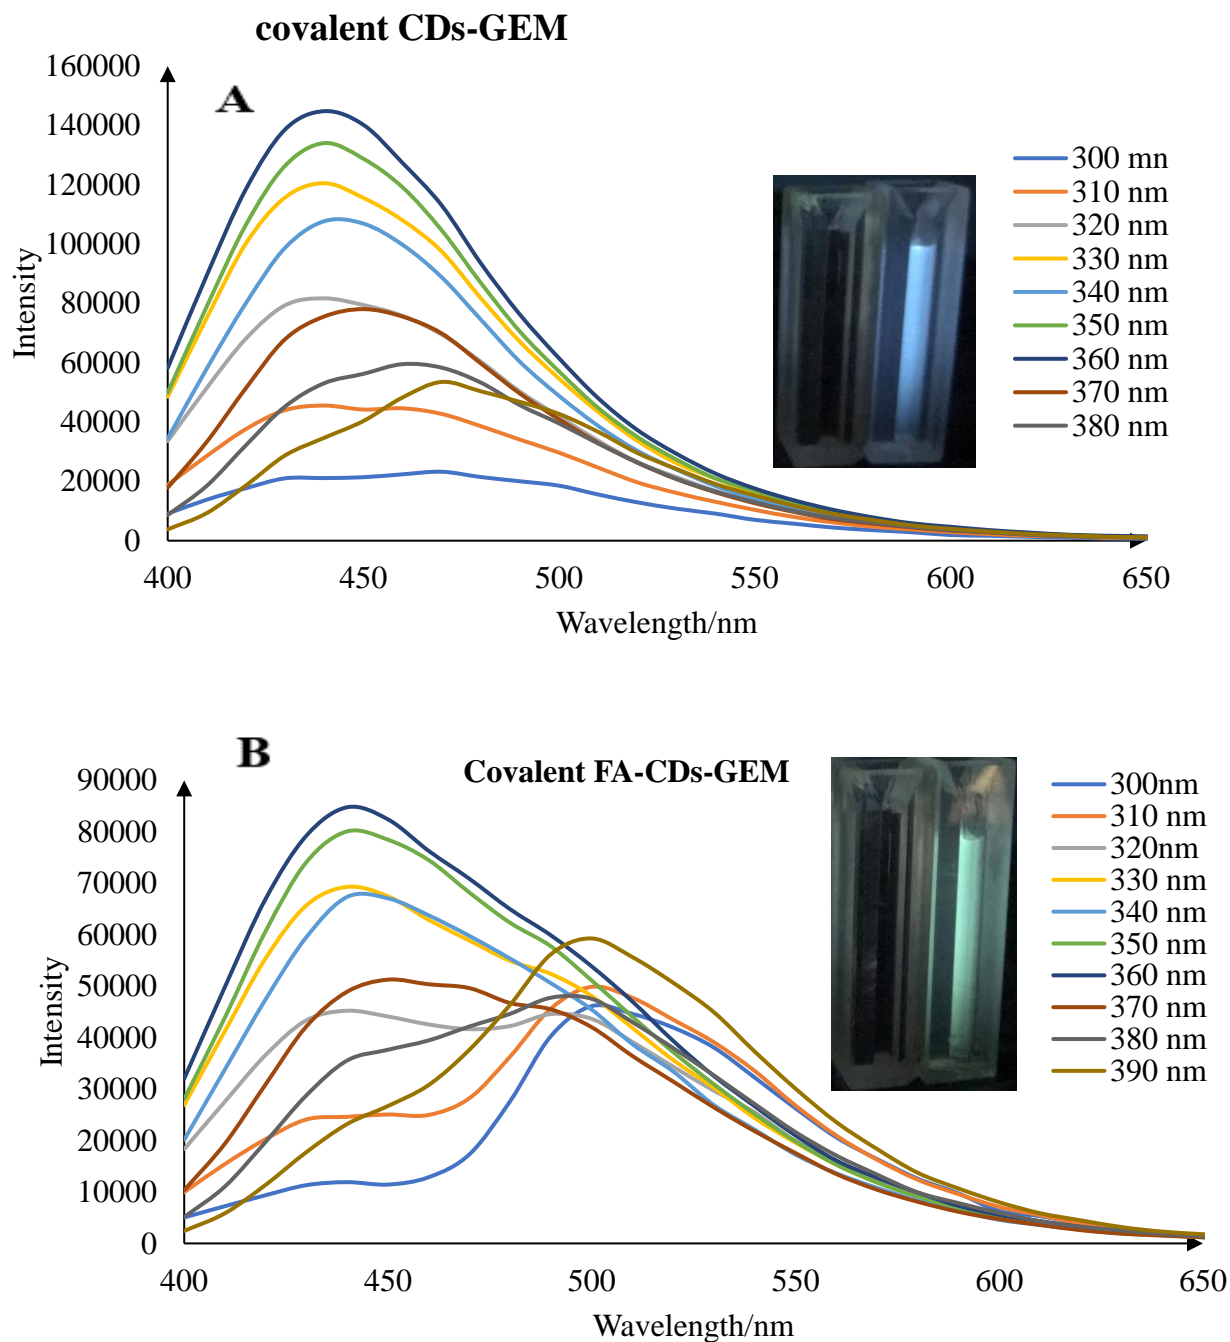 covalent CDs-GEM
A
160000
140000
120000
100000
80000
60000
40000
20000
0
Intensity
400 450 500 550 600 650
Wavelength/nm
300 mn
310 nm
320 nm
330 nm
340 nm
350 nm
360 nm
370 nm
380 nm
B
Covalent FA-CDs-GEM
90000
80000
70000
60000
50000
40000
30000
20000
10000
0
Intensity
400 450 500 550 600 650
Wavelength/nm
300nm
310 nm
320nm
330 nm
340 nm
350 nm
360 nm
370 nm
380 nm
390 nm